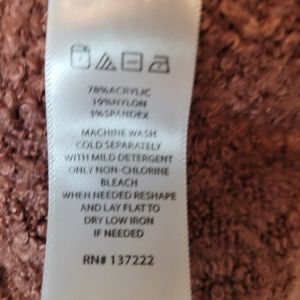 78%ACRYLIC
19%NYLON
3%SPANDEX
MACHINE WASH
COLD SEPARATELY
WITH MILD DETERGENT
ONLY NON-CHLORINE
BLEACH
WHEN NEEDED RESHAPE
AND LAY FLAT TO
DRY LOW IRON
IF NEEDED
RN# 137222